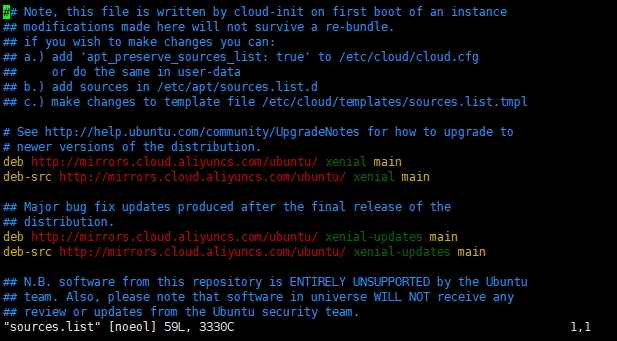 ## Note, this file is written by cloud-init on first boot of an instance
## modifications made here will not survive a re-bundle.
## if you wish to make changes you can:
## a.) add 'apt_preserve_sources_list: true' to /etc/cloud/cloud.cfg
##     or do the same in user-data
## b.) add sources in /etc/apt/sources.list.d
## c.) make changes to template file /etc/cloud/templates/sources.list.tmpl
# See http://help.ubuntu.com/community/UpgradeNotes for how to upgrade to
# newer versions of the distribution.
deb http://mirrors.cloud.aliyuncs.com/ubuntu/ xenial main
deb-src http://mirrors.cloud.aliyuncs.com/ubuntu/ xenial main
## Major bug fix updates produced after the final release of the
## distribution.
deb http://mirrors.cloud.aliyuncs.com/ubuntu/ xenial-updates main
deb-src http://mirrors.cloud.aliyuncs.com/ubuntu/ xenial-updates main
## N.B. software from this repository is ENTIRELY UNSUPPORTED by the Ubuntu
## team. Also, please note that software in universe WILL NOT receive any
## review or updates from the Ubuntu security team.
"sources.list" [noeol] 59L, 3330C 1,1